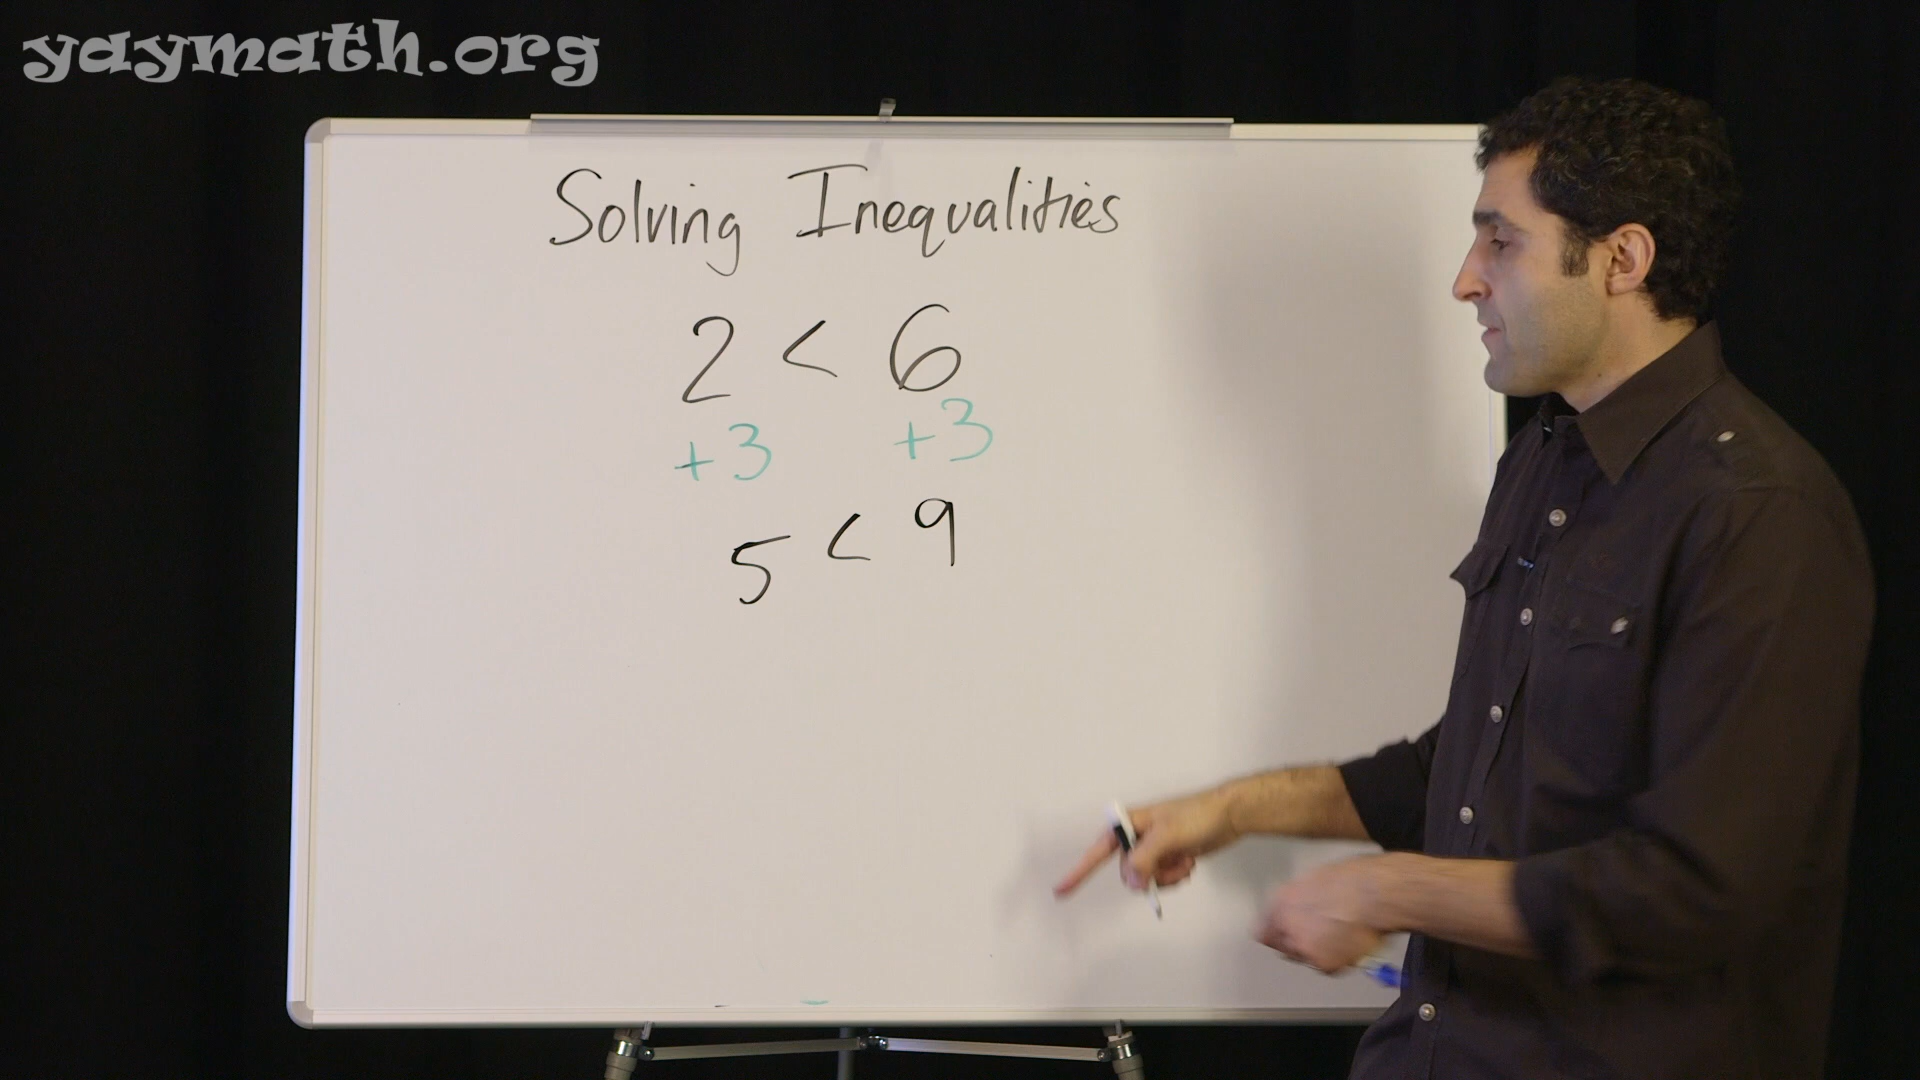 yaymath.org
Solving Inequalities
2 < 6
+3 +3
5 < 9